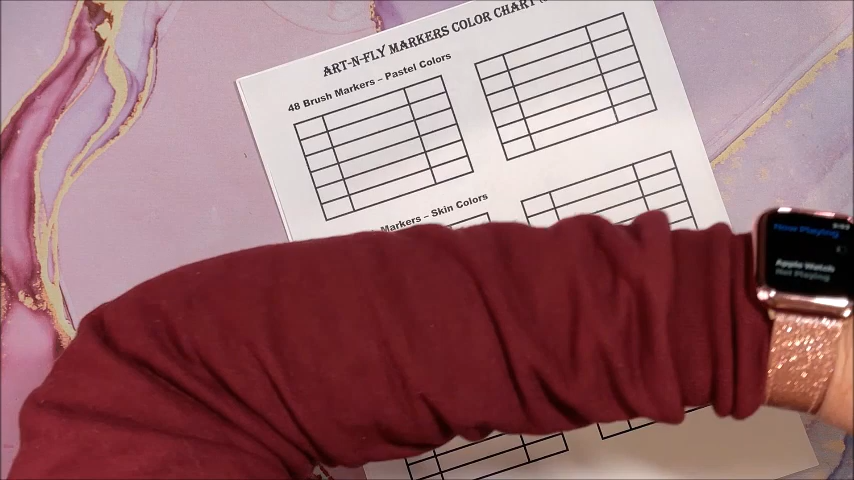 ART-N-FLY MARKERS COLOR CHART
48 Brush Markers – Pastel Colors
Markers – Skin Colors
Now Playing
Apple Watch
Not Playing